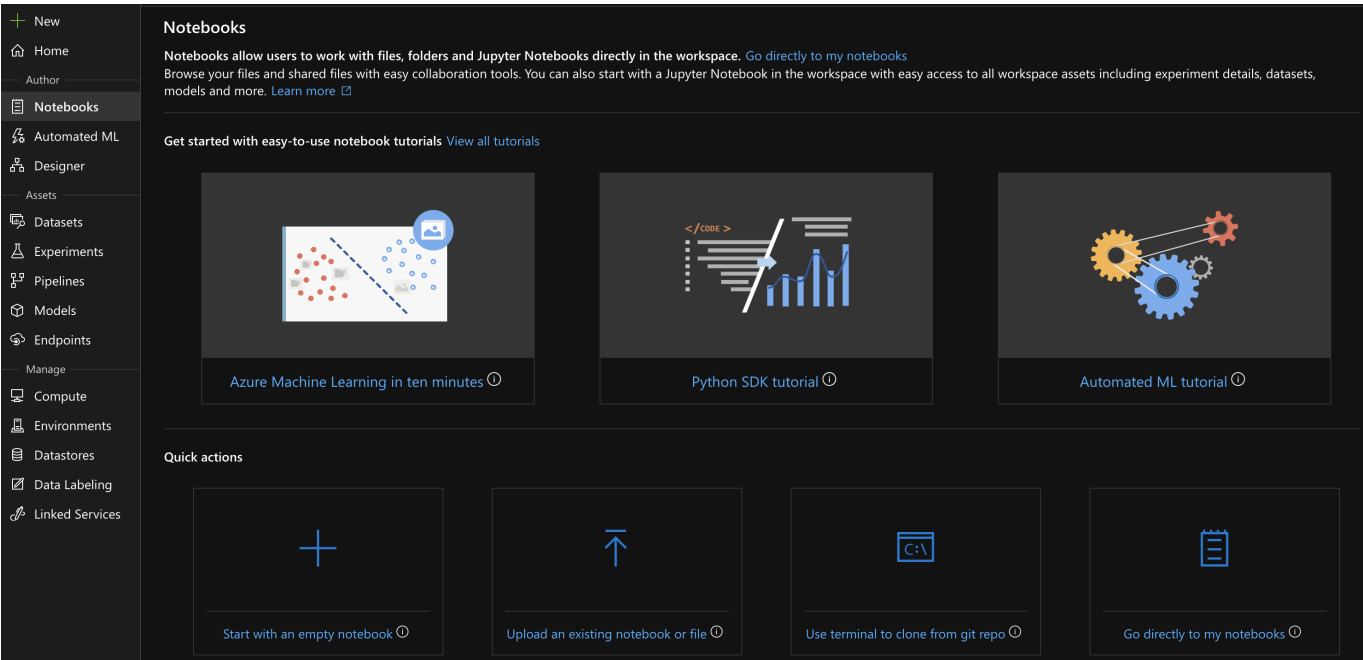 New
Home
Author
Notebooks
Automated ML
Designer
Assets
Datasets
Experiments
Pipelines
Models
Endpoints
Manage
Compute
Environments
Datastores
Data Labeling
Linked Services
Notebooks
Notebooks allow users to work with files, folders and Jupyter Notebooks directly in the workspace. Go directly to my notebooks
Browse your files and shared files with easy collaboration tools. You can also start with a Jupyter Notebook in the workspace with easy access to all workspace assets including experiment details, datasets,
models and more. Learn more
Get started with easy-to-use notebook tutorials View all tutorials
</CODE >
Azure Machine Learning in ten minutes
Python SDK tutorial
Automated ML tutorial
Quick actions
C:\
Start with an empty notebook
Upload an existing notebook or file
Use terminal to clone from git repo
Go directly to my notebooks